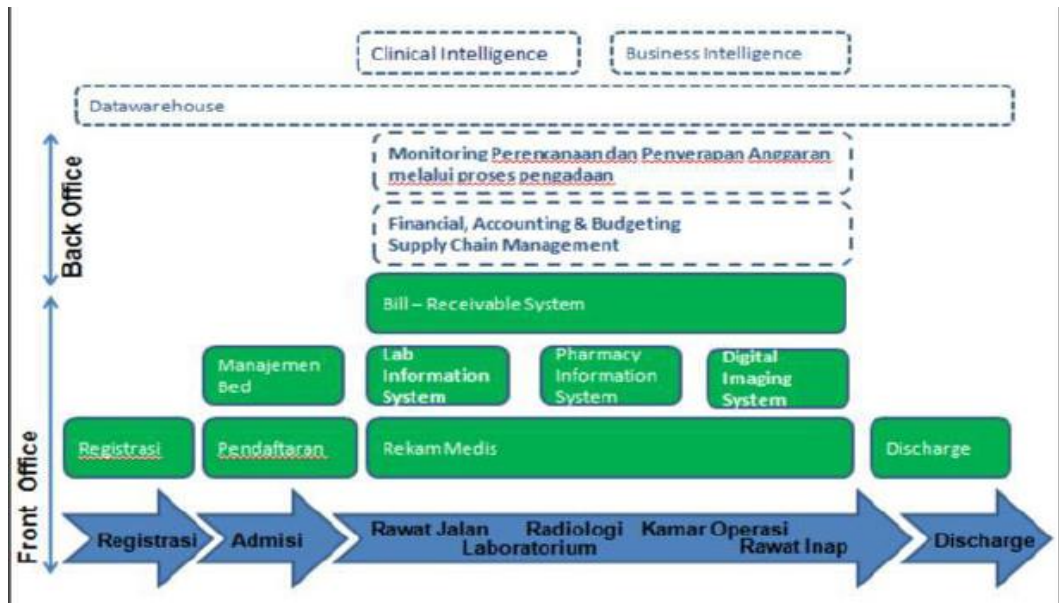 Clinical Intelligence
Business Intelligence
Datawarehouse
Back Office
Monitoring Perencanaan dan Penyerapan Anggaran
melalui proses pengadaan
Financial, Accounting & Budgeting
Supply Chain Management
Front Office
Bill – Receivable System
Manajemen
Bed
Lab
Information
System
Pharmacy
Information
System
Digital
Imaging
System
Registrasi
Pendaftaran
Rekam Medis
Discharge
Registrasi
Admisi
Rawat Jalan
Radiologi
Kamar Operasi
Laboratorium
Rawat Inap
Discharge